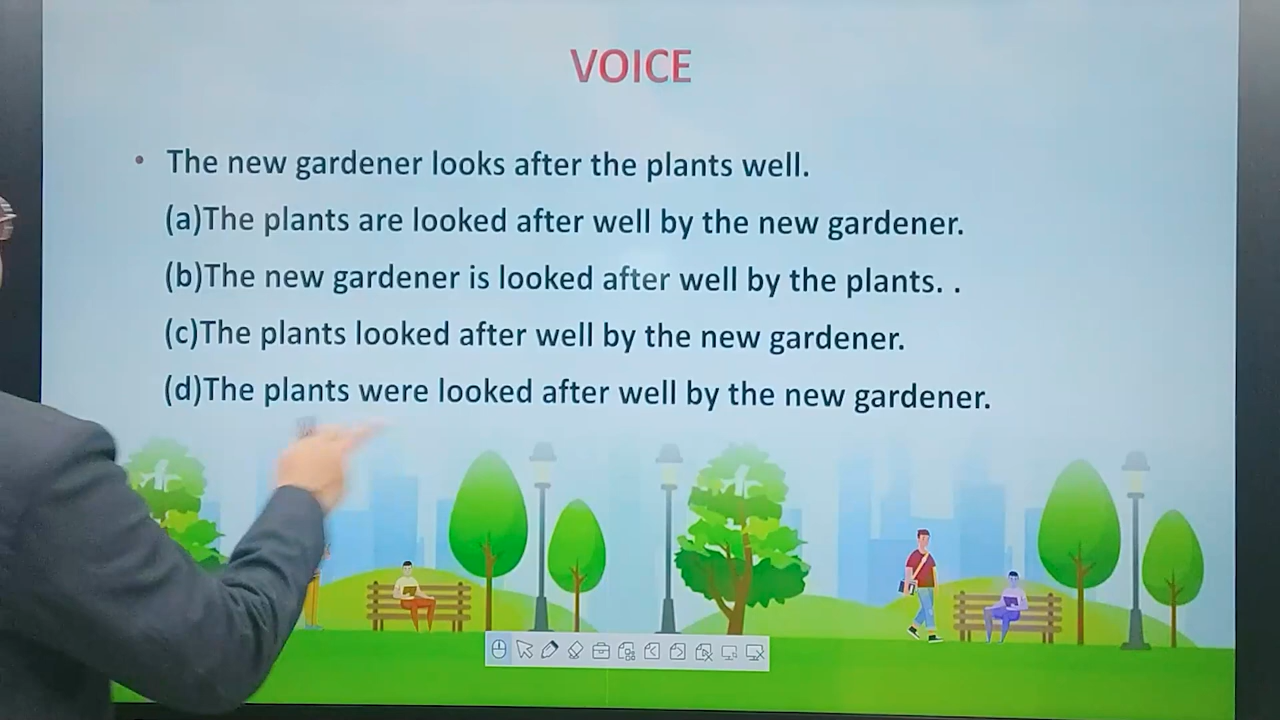 VOICE
• The new gardener looks after the plants well.
(a)The plants are looked after well by the new gardener.
(b)The new gardener is looked after well by the plants. .
(c)The plants looked after well by the new gardener.
(d)The plants were looked after well by the new gardener.